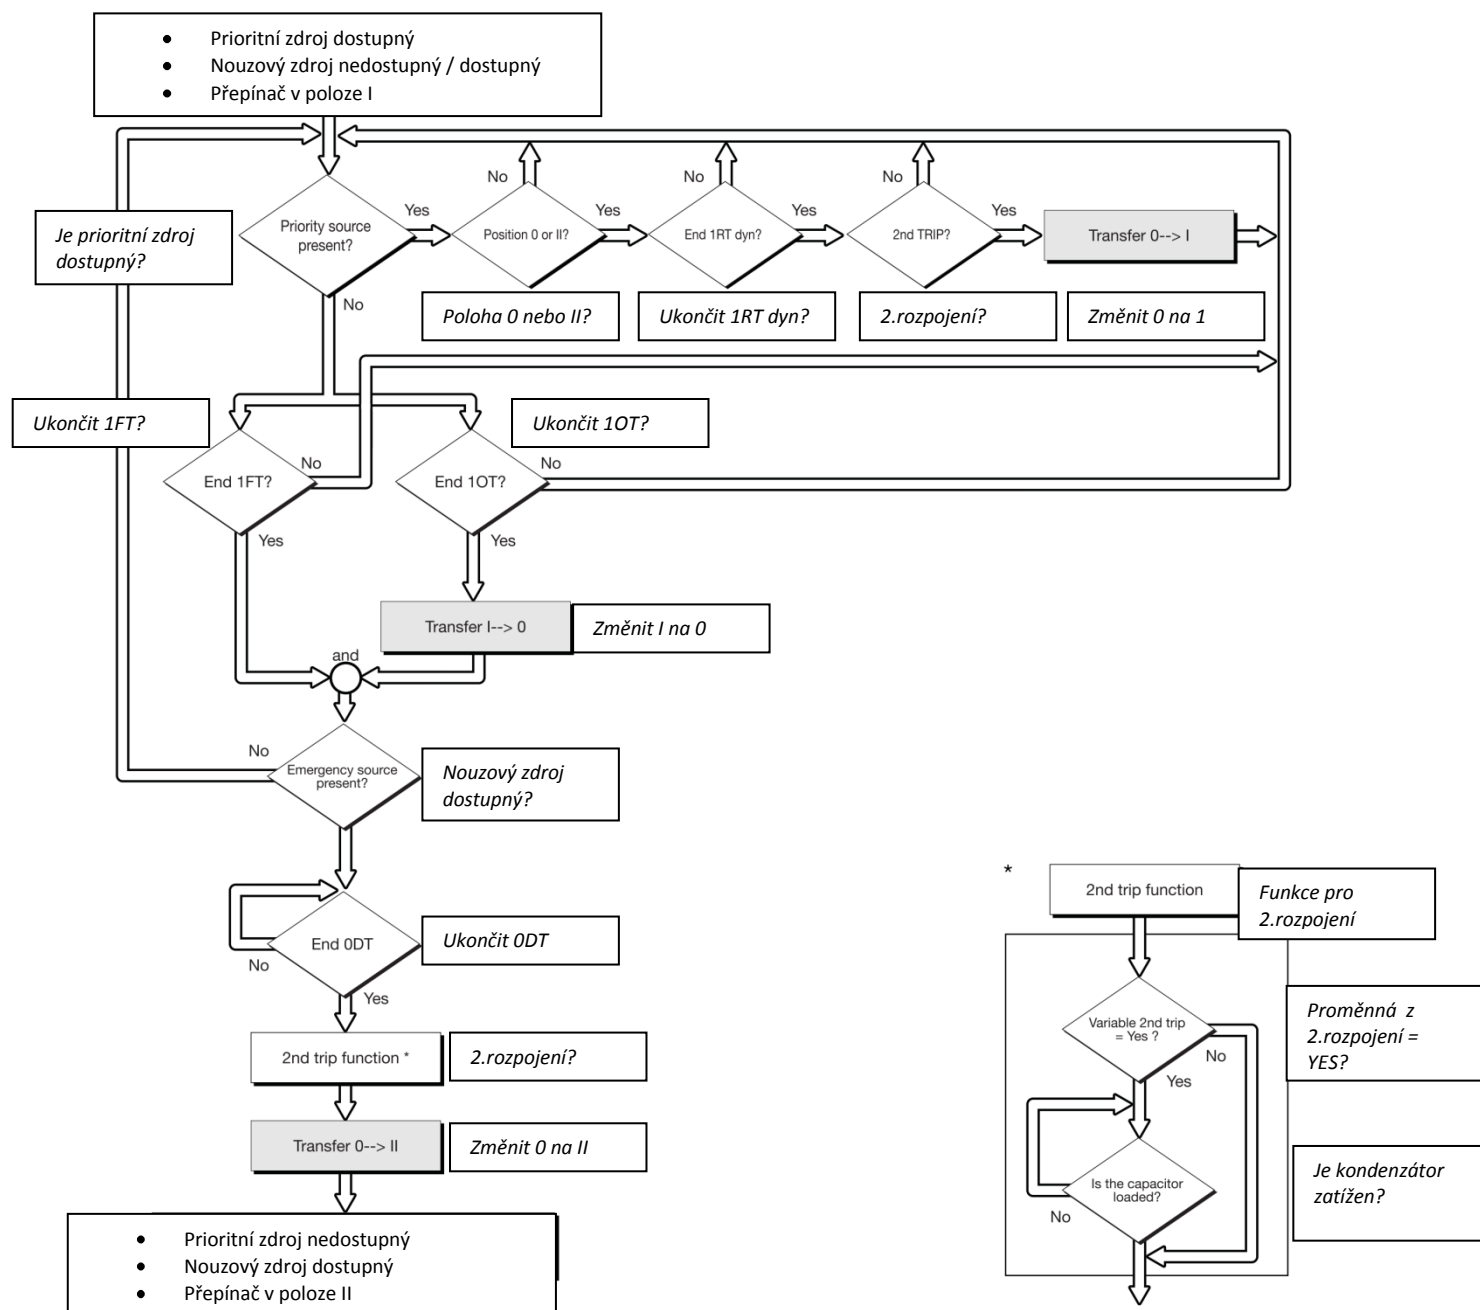 • Prioritní zdroj dostupný
• Nouzový zdroj nedostupný / dostupný
• Přepínač v poloze I
Je prioritní zdroj
dostupný?
Priority source
present?
Yes
No
Position 0 or II?
No
Yes
End 1RT dyn?
No
Yes
2nd TRIP?
No
Yes
Transfer 0--> I
Poloha 0 nebo II?
Ukončit 1RT dyn?
2.rozpojení?
Změnit 0 na 1
Ukončit 1FT?
Ukončit 1OT?
End 1FT?
No
Yes
End 1OT?
No
Yes
Transfer I--> 0
Změnit I na 0
and
No
Emergency source
present?
Nouzový zdroj
dostupný?
End 0DT
No
Yes
Ukončit 0DT
2nd trip function *
2.rozpojení?
Transfer 0--> II
Změnit 0 na II
• Prioritní zdroj nedostupný
• Nouzový zdroj dostupný
• Přepínač v poloze II
*
2nd trip function
Funkce pro
2.rozpojení
Variable 2nd trip
= Yes ?
No
Yes
Proměnná z
2.rozpojení =
YES?
Is the capacitor
loaded?
No
Je kondenzátor
zatížen?